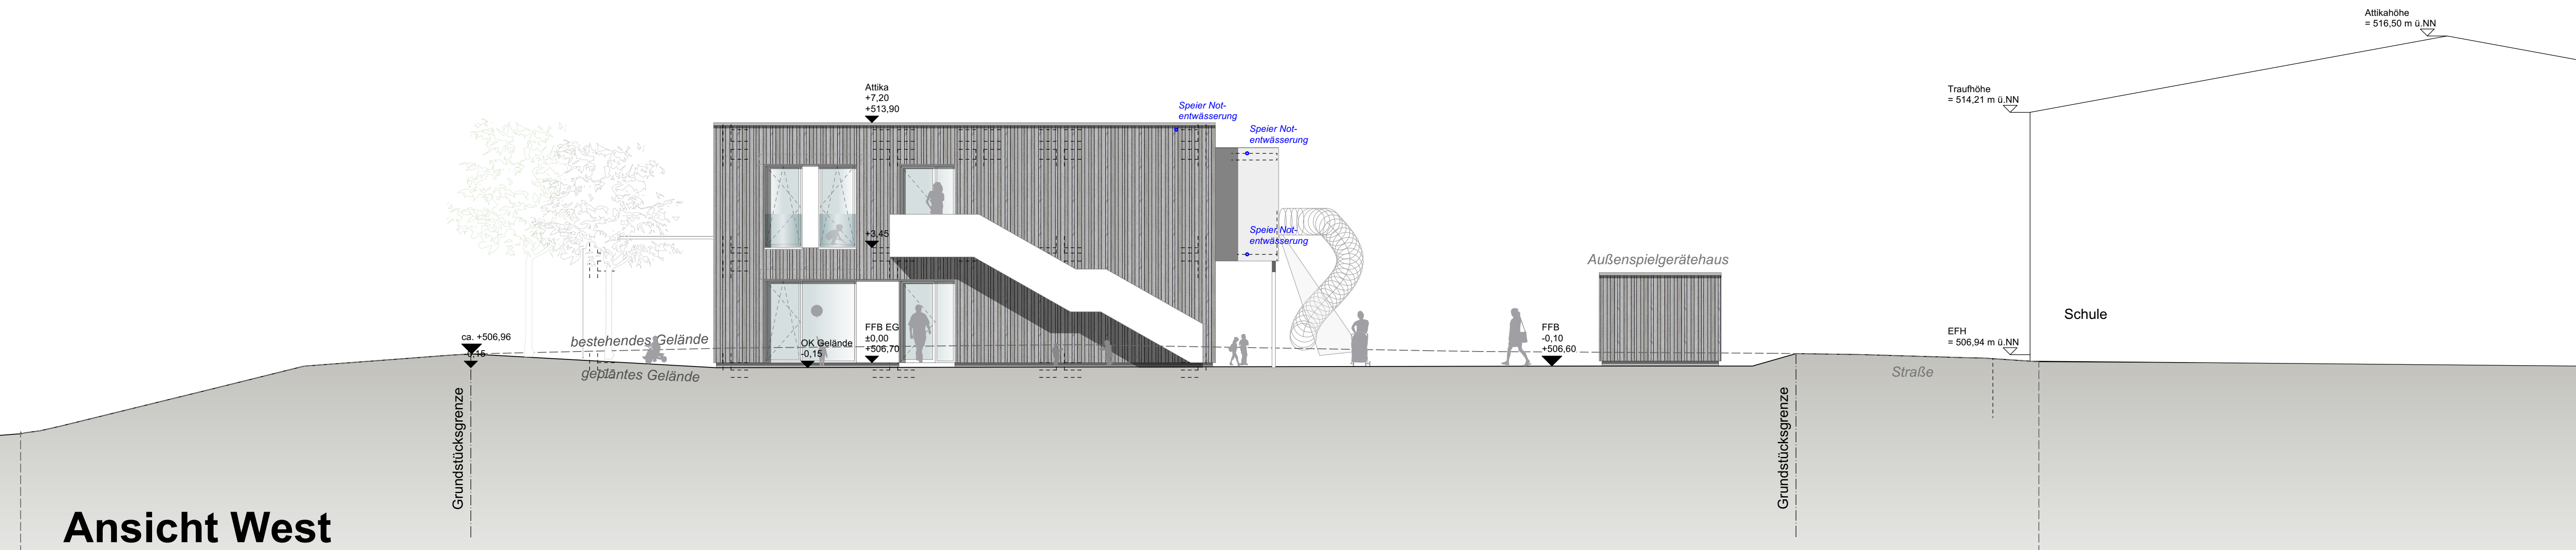 Attikahöhe
= 516,50 m ü.NN
Traufhöhe
= 514,21 m ü.NN
Attika
+7,20
+513,90
Speier Not-
entwässerung
Speier Not-
entwässerung
Speier Not-
entwässerung
+3,45
Außenspielgerätehaus
Schule
ca. +506,96
-0,15
bestehendes Gelände
geplantes Gelände
OK Gelände
-0,15
FFB EG
±0,00
+506,70
FFB
-0,10
+506,60
EFH
= 506,94 m ü.NN
Straße
Grundstücksgrenze
Grundstücksgrenze
Ansicht West